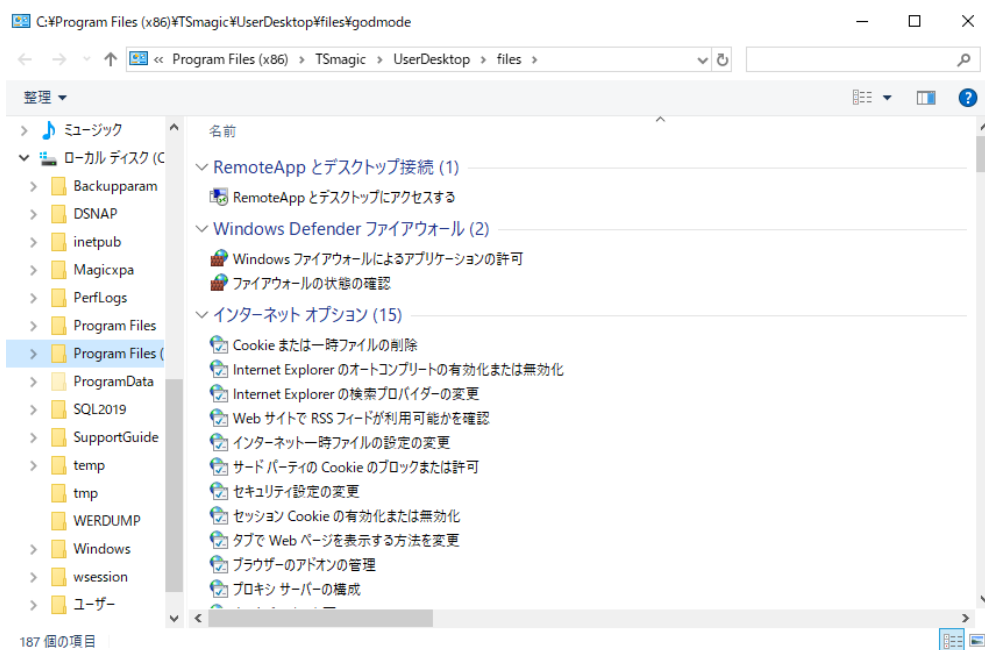 C:¥Program Files (x86)¥TSmagic¥UserDesktop¥files¥godmode
« Program Files (x86) > TSmagic > UserDesktop > files >
整理
ミュージック
ローカル ディスク (C
Backupparam
DSNAP
inetpub
Magicxpa
PerfLogs
Program Files
Program Files (
ProgramData
SQL2019
SupportGuide
temp
tmp
WERDUMP
Windows
wsession
ユーザー
名前
RemoteApp とデスクトップ接続 (1)
RemoteApp とデスクトップにアクセスする
Windows Defender ファイアウォール (2)
Windows ファイアウォールによるアプリケーションの許可
ファイアウォールの状態の確認
インターネット オプション (15)
Cookie または一時ファイルの削除
Internet Explorer のオートコンプリートの有効化または無効化
Internet Explorer の検索プロバイダーの変更
Web サイトで RSS フィードが利用可能かを確認
インターネット一時ファイルの設定の変更
サード パーティの Cookie のブロックまたは許可
セキュリティ設定の変更
セッション Cookie の有効化または無効化
タブで Web ページを表示する方法を変更
ブラウザーのアドオンの管理
プロキシ サーバーの構成
187 個の項目